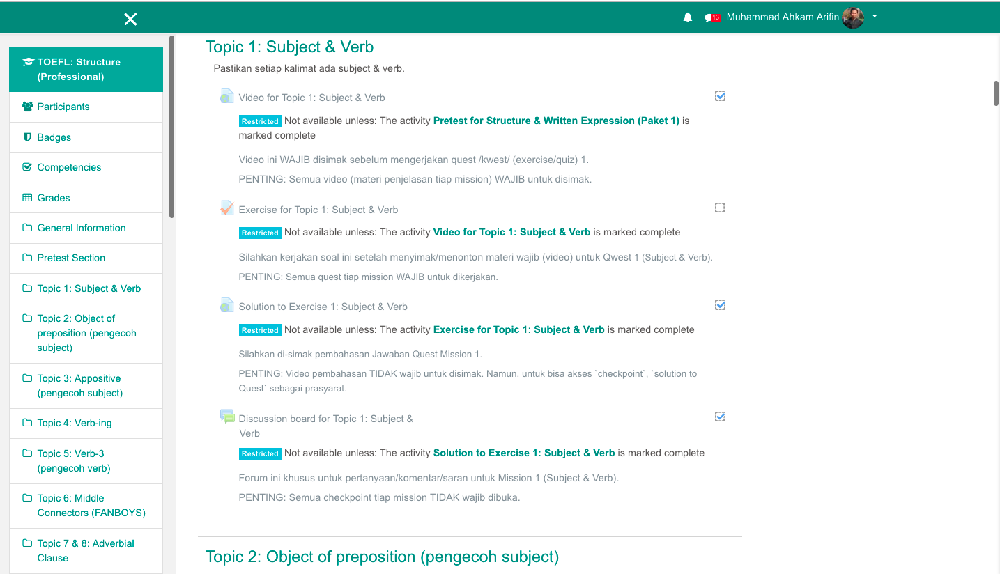 13 Muhammad Ahkam Arifin
TOEFL: Structure
(Professional)
Participants
Badges
Competencies
Grades
General Information
Pretest Section
Topic 1: Subject & Verb
Topic 2: Object of
preposition (pengecoh
subject)
Topic 3: Appositive
(pengecoh subject)
Topic 4: Verb-ing
Topic 5: Verb-3
(pengecoh verb)
Topic 6: Middle
Connectors (FANBOYS)
Topic 7 & 8: Adverbial
Clause
Topic 1: Subject & Verb
Pastikan setiap kalimat ada subject & verb.
Video for Topic 1: Subject & Verb
Restricted Not available unless: The activity Pretest for Structure & Written Expression (Paket 1) is
marked complete
Video ini WAJIB disimak sebelum mengerjakan quest /kwest/ (exercise/quiz) 1.
PENTING: Semua video (materi penjelasan tiap mission) WAJIB untuk disimak.
Exercise for Topic 1: Subject & Verb
Restricted Not available unless: The activity Video for Topic 1: Subject & Verb is marked complete
Silahkan kerjakan soal ini setelah menyimak/menonton materi wajib (video) untuk Qwest 1 (Subject & Verb).
PENTING: Semua quest tiap mission WAJIB untuk dikerjakan.
Solution to Exercise 1: Subject & Verb
Restricted Not available unless: The activity Exercise for Topic 1: Subject & Verb is marked complete
Silahkan di-simak pembahasan Jawaban Quest Mission 1.
PENTING: Video pembahasan TIDAK wajib untuk disimak. Namun, untuk bisa akses `checkpoint`, `solution to
Quest` sebagai prasyarat.
Discussion board for Topic 1: Subject &
Verb
Restricted Not available unless: The activity Solution to Exercise 1: Subject & Verb is marked complete
Forum ini khusus untuk pertanyaan/komentar/saran untuk Mission 1 (Subject & Verb).
PENTING: Semua checkpoint tiap mission TIDAK wajib dibuka.
Topic 2: Object of preposition (pengecoh subject)